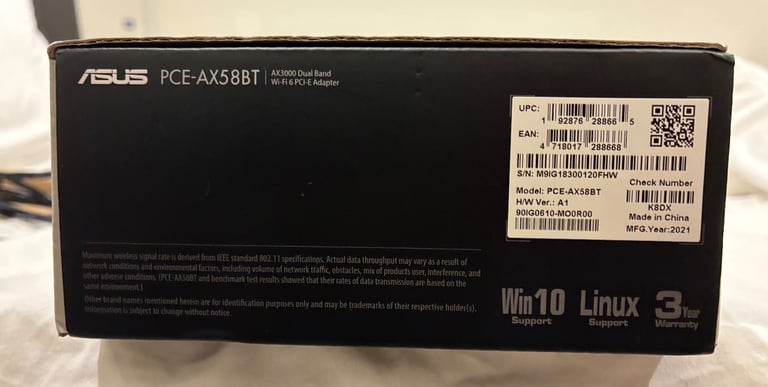 ASUS PCE-AX58BT AX3000 Dual Band
Wi-Fi 6 PCI-E Adapter
UPC:
1 92876 28866 5
EAN:
4 718017 288668
S/N: M9IG18300120FHW
Model: PCE-AX58BT
H/W Ver.: A1
90IG0610-MO0R00
Check Number
K8DX
Made in China
MFG.Year:2021
Maximum wireless signal rate is derived from IEEE standard 802.11 specifications. Actual data throughput may vary as a result of
network conditions and environmental factors, including volume of network traffic, obstacles, mix of products user, interference, and
other adverse conditions. (PCE-AX58BT and benchmark test results showed that their rates of data transmission are based on the
same environment.)
Other brand names mentioned herein are for identification purposes only and may be trademarks of their respective holder(s).
Information is subject to change without notice.
Win10 Linux 3 Year
Support Support Warranty